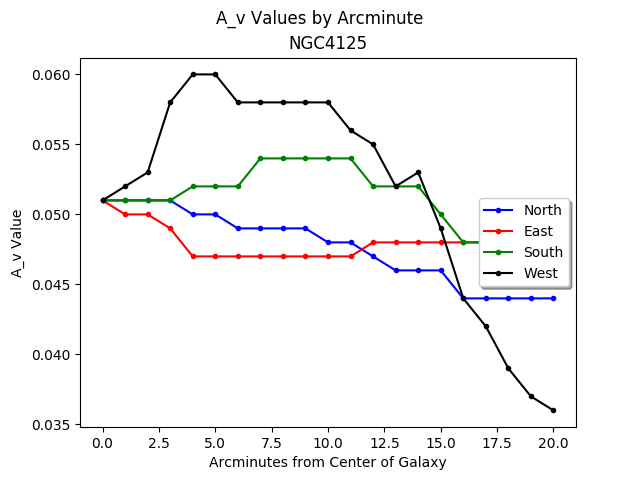 A_v Values by Arcminute
NGC4125
0.060
0.055
0.050
0.045
0.040
0.035
A_v Value
North
East
South
West
0.0 2.5 5.0 7.5 10.0 12.5 15.0 17.5 20.0
Arcminutes from Center of Galaxy